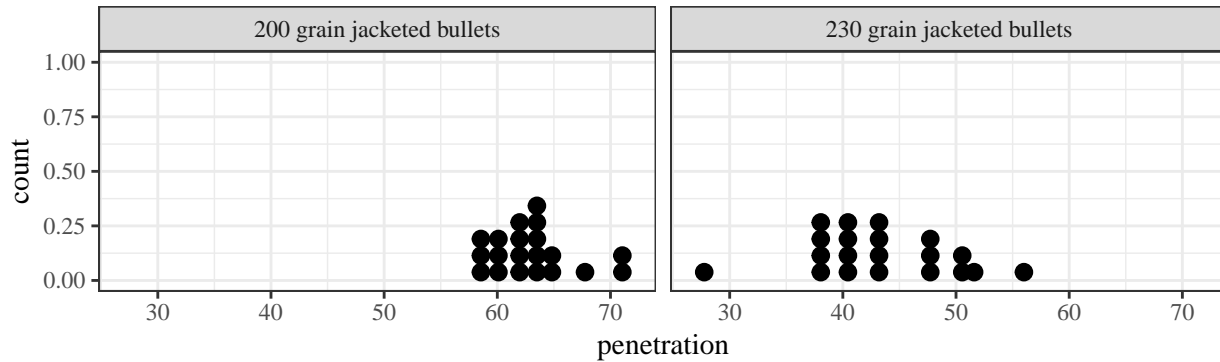 200 grain jacketed bullets
230 grain jacketed bullets
1.00
0.75
0.50
0.25
0.00
count
30 40 50 60 70
30 40 50 60 70
penetration